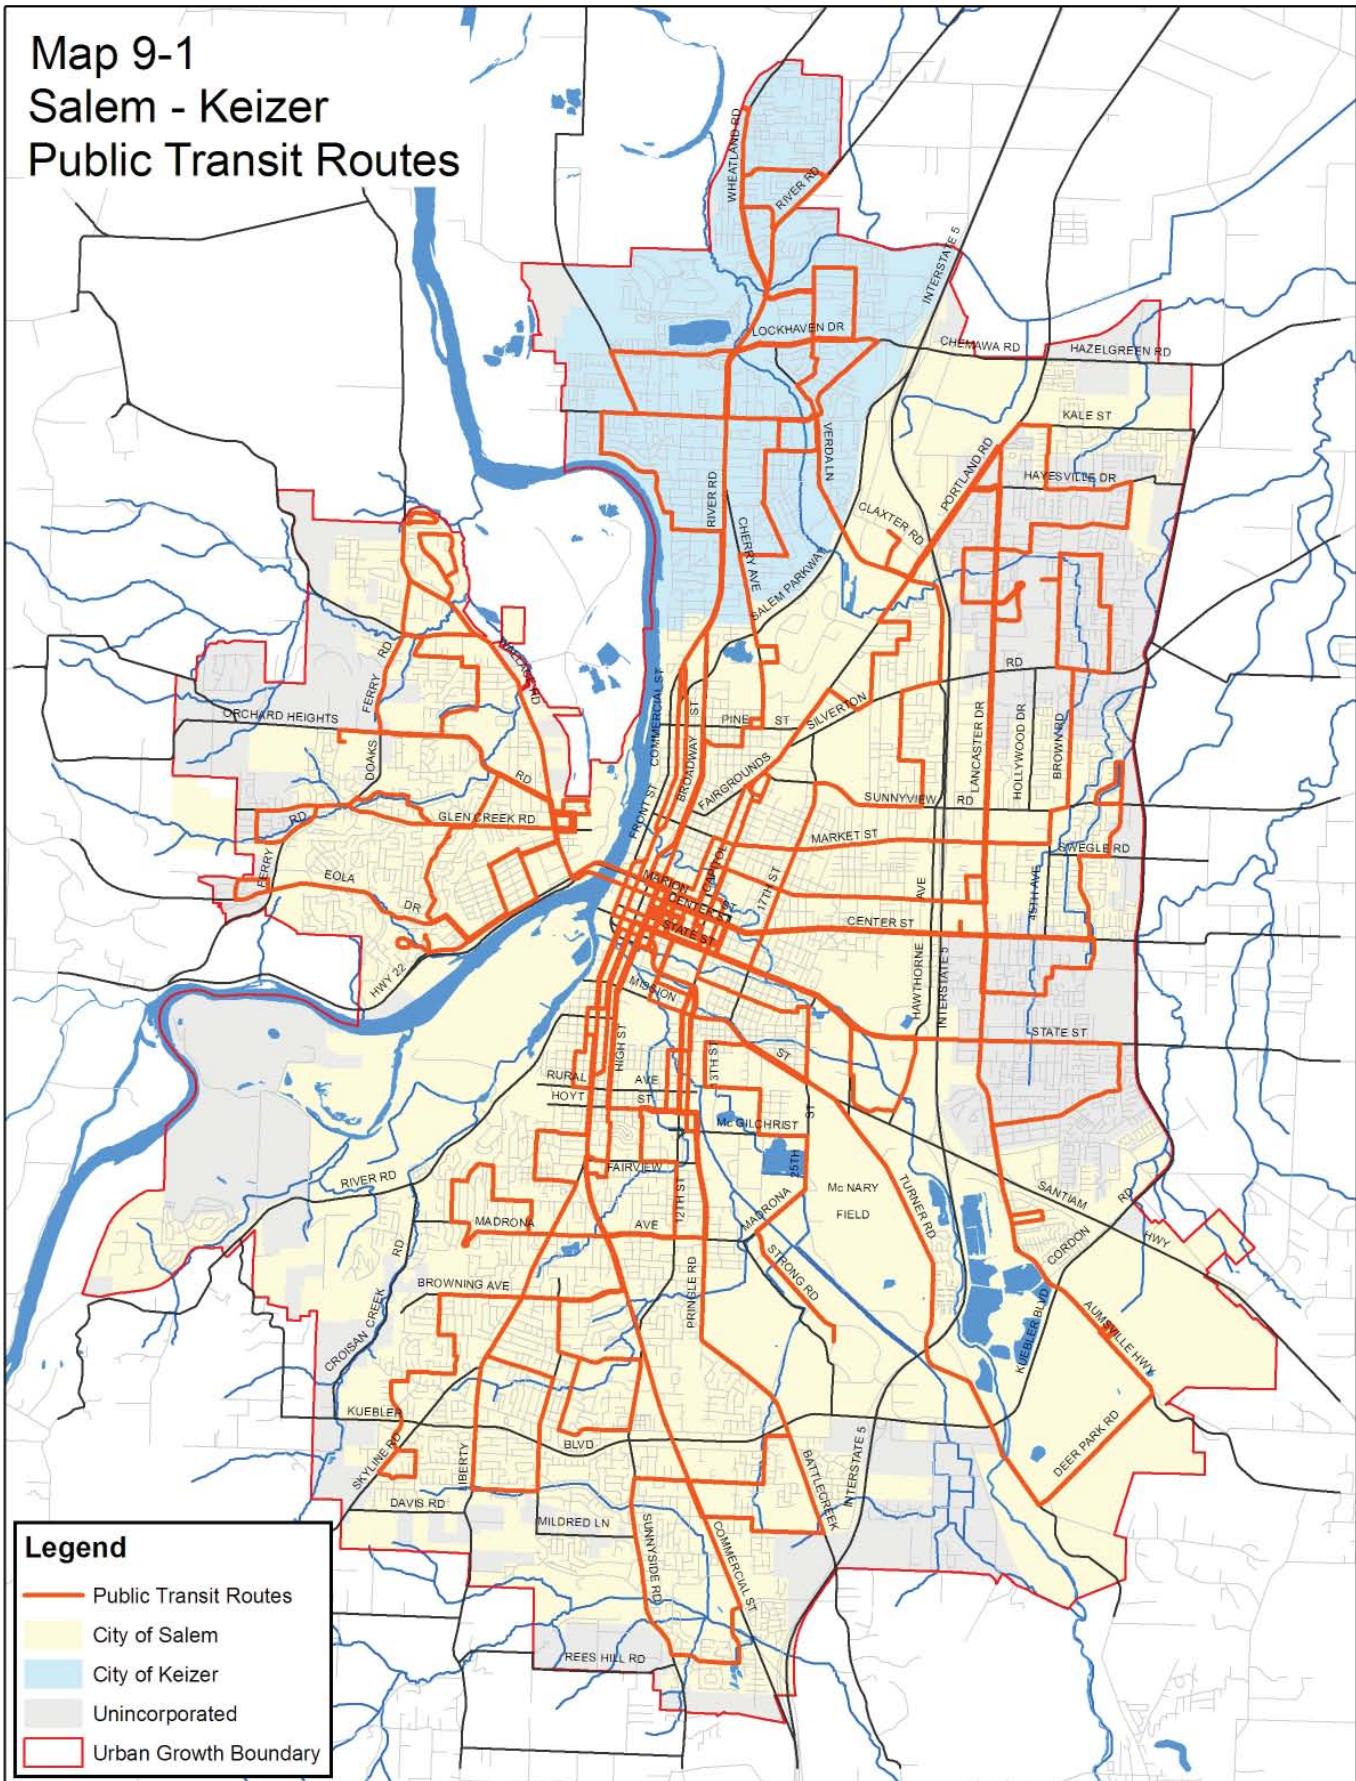 Map 9-1
Salem - Keizer
Public Transit Routes
WHEATLAND RD
RIVER RD
INTERSTATE 5
LOCKHAVEN DR
CHEMAWA RD
HAZELGREEN RD
KALE ST
PORTLAND RD
HAYESVILLE DR
VERDA LN
RIVER RD
CHERRY AVE
CLAXTER RD
SALEM PARKWAY
WALLACE RD
DOAKS FERRY RD
ORCHARD HEIGHTS RD
COMMERCIAL ST
BROADWAY ST
PINE ST
SILVERTON RD
LANCASTER DR
HOLLYWOOD DR
BROWN RD
FRONT ST
FAIRGROUNDS
SUNNYVIEW RD
GLEN CREEK RD
MARKET ST
SWEGLE RD
FERRY RD
EOLA DR
MARION
CAPITOL ST
CENTER ST
17TH ST
STATE ST
CENTER ST
HAWTHORNE AVE
INTERSTATE 5
45TH AVE
HWY 22
MISSION ST
STATE ST
HIGH ST
13TH ST
RURAL AVE
HOYT ST
McGILCHRIST
25TH ST
FAIRVIEW
RIVER RD
12TH ST
MADRONA AVE
MADRONA
Mc NARY
FIELD
TURNER RD
SANTIAM HWY
CORDON RD
STRONG RD
PRINGLE RD
BROWNING AVE
CROISAN CREEK RD
KUEBLER BLVD
AUMSVILLE HWY
KUEBLER BLVD
SKYLINE RD
LIBERTY
DAVIS RD
MILDRED LN
SUNNYSIDE RD
COMMERCIAL ST
BATTLECREEK
INTERSTATE 5
DEER PARK RD
REES HILL RD
Legend
Public Transit Routes
City of Salem
City of Keizer
Unincorporated
Urban Growth Boundary